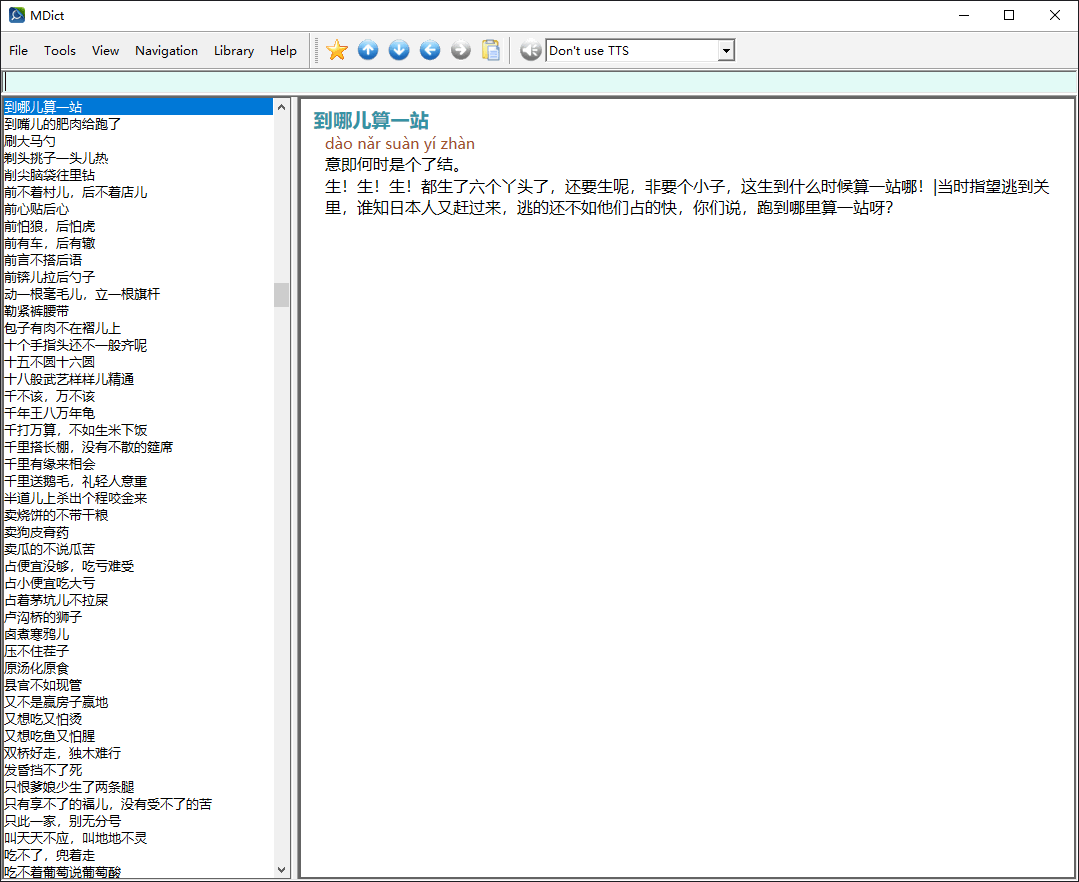 MDict
File Tools View Navigation Library Help Don't use TTS
到哪儿算一站
到嘴儿的肥肉给跑了
刷大马勺
剃头挑子一头儿热
削尖脑袋往里钻
前不着村儿，后不着店儿
前心贴后心
前怕狼，后怕虎
前有车，后有辙
前言不搭后语
前锛儿拉后勺子
动一根毫毛儿，立一根旗杆
勒紧裤腰带
包子有肉不在褶儿上
十个手指头还不一般齐呢
十五不圆十六圆
十八般武艺样样儿精通
千不该，万不该
千年王八万年龟
千打万算，不如生米下饭
千里搭长棚，没有不散的筵席
千里有缘来相会
千里送鹅毛，礼轻人意重
半道儿上杀出个程咬金来
卖烧饼的不带干粮
卖狗皮膏药
卖瓜的不说瓜苦
占便宜没够，吃亏难受
占小便宜吃大亏
占着茅坑儿不拉屎
卢沟桥的狮子
卤煮寒鸦儿
压不住茬子
原汤化原食
县官不如现管
又不是赢房子赢地
又想吃又怕烫
又想吃鱼又怕腥
双桥好走，独木难行
发昏挡不了死
只恨爹娘少生了两条腿
只有享不了的福儿，没有受不了的苦
只此一家，别无分号
叫天天不应，叫地地不灵
吃不了，兜着走
吃不着葡萄说葡萄酸
到哪儿算一站
dào nǎr suàn yí zhàn
意即何时是个了结。
生！生！生！都生了六个丫头了，还要生呢，非要个小子，这生到什么时候算一站哪！|当时指望逃到关
里，谁知日本人又赶过来，逃的还不如他们占的快，你们说，跑到哪里算一站呀？